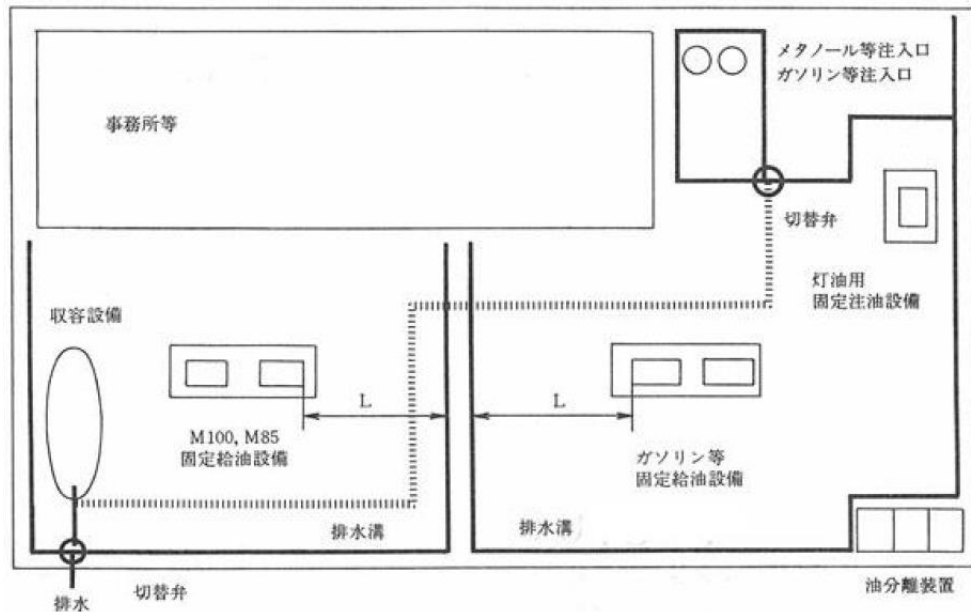 メタノール等注入口
ガソリン等注入口
事務所等
切替弁
灯油用
固定注油設備
収容設備
L
L
M100, M85
固定給油設備
ガソリン等
固定給油設備
排水溝
排水溝
切替弁
排水
油分離装置